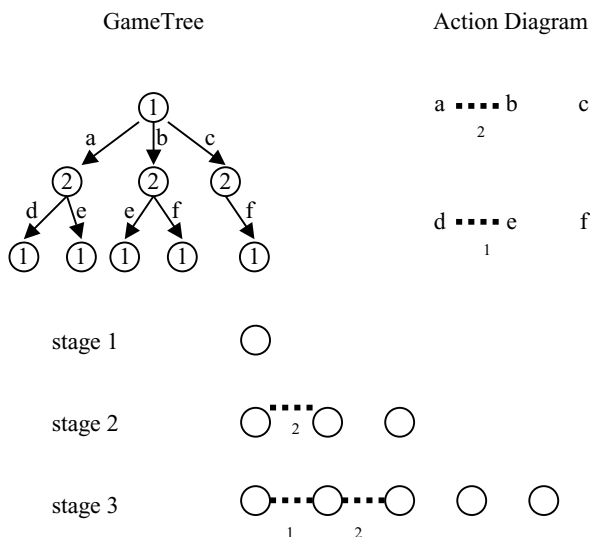 GameTree Action Diagram
1
a b c
a b c
2
2 2 2
d e e f f
d e f
1
1 1 1 1 1
stage 1
stage 2
2
stage 3
1 2